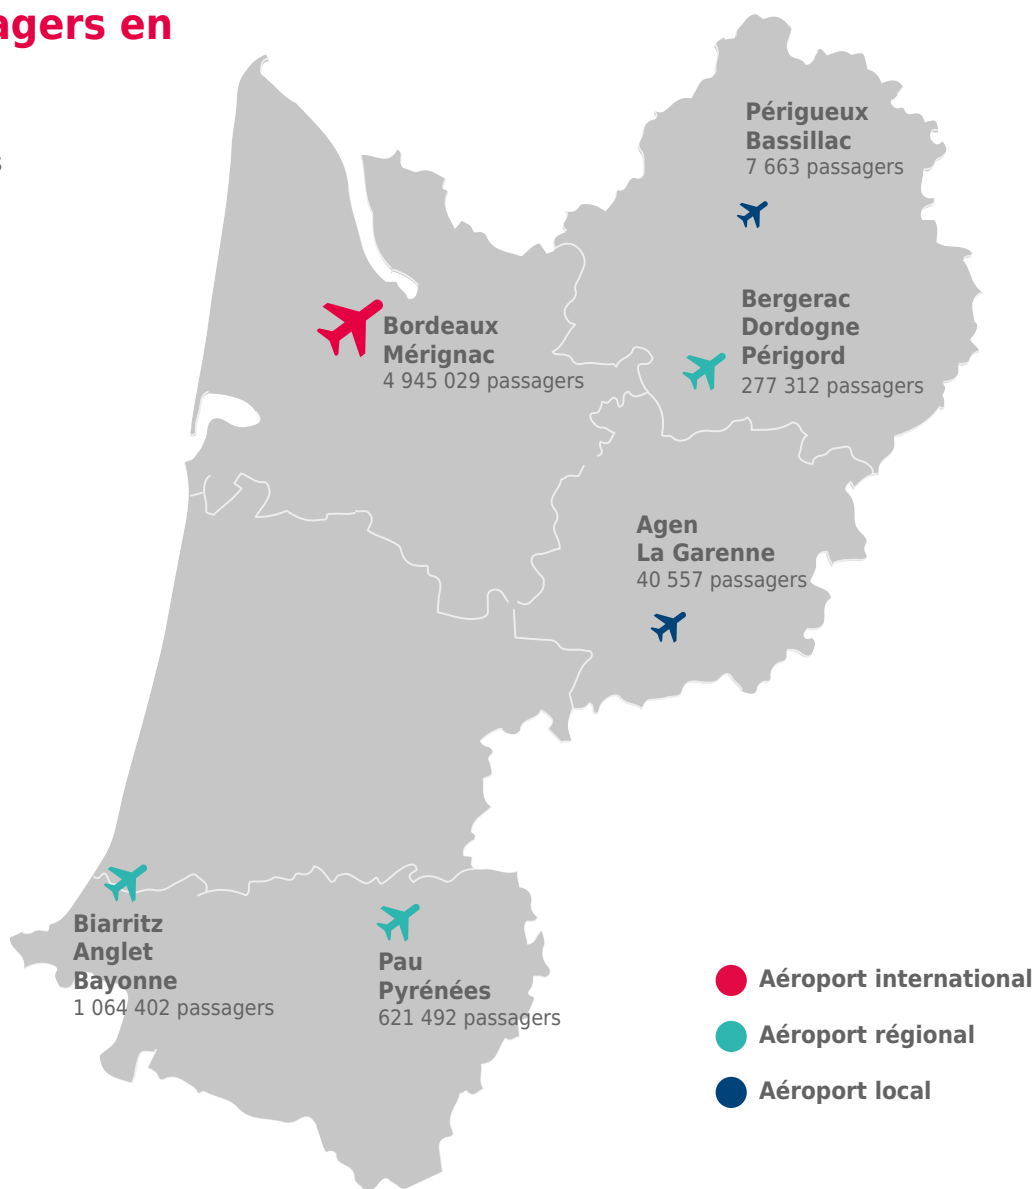 en
Périgueux
Bassillac
7 663 passagers
Bergerac
Dordogne
Périgord
277 312 passagers
Bordeaux
Mérignac
4 945 029 passagers
Agen
La Garenne
40 557 passagers
Biarritz
Anglet
Bayonne
1 064 402 passagers
Pau
Pyrénées
621 492 passagers
Aéroport international
Aéroport régional
Aéroport local